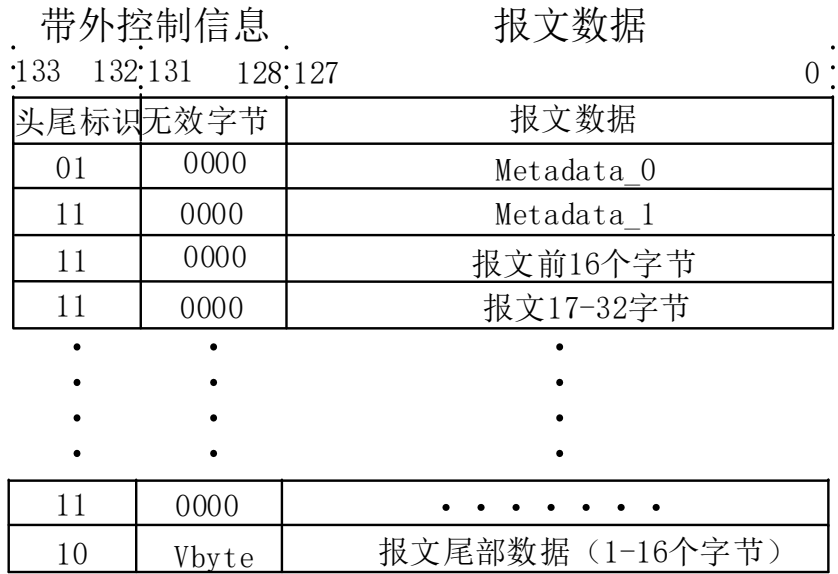 带外控制信息 报文数据
133 132 131 128 127 0
头尾标识 无效字节 报文数据
01 0000 Metadata_0
11 0000 Metadata_1
11 0000 报文前16个字节
11 0000 报文17-32字节
11 0000 .......
10 Vbyte 报文尾部数据（1-16个字节）